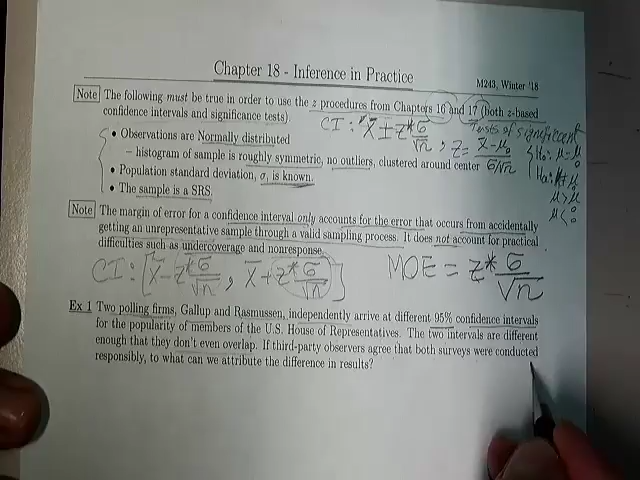 Chapter 18 - Inference in Practice
M243, Winter '18
Note The following must be true in order to use the z procedures from Chapters 16 and 17 (both z-based
confidence intervals and significance tests).
CI: x̄ ± z* σ/√n , z = x̄ - μ₀ / σ/√n
Tests of significance
{ H₀: μ = μ₀
Hₐ: μ ≠ μ₀
μ > μ₀
μ < μ₀
• Observations are Normally distributed
– histogram of sample is roughly symmetric, no outliers, clustered around center
• Population standard deviation, σ, is known.
• The sample is a SRS.
Note The margin of error for a confidence interval only accounts for the error that occurs from accidentally
getting an unrepresentative sample through a valid sampling process. It does not account for practical
difficulties such as undercoverage and nonresponse.
CI: [x̄ - z* σ/√n , x̄ + z* σ/√n]
MOE = z* σ/√n
Ex 1 Two polling firms, Gallup and Rasmussen, independently arrive at different 95% confidence intervals
for the popularity of members of the U.S. House of Representatives. The two intervals are different
enough that they don't even overlap. If third-party observers agree that both surveys were conducted
responsibly, to what can we attribute the difference in results?